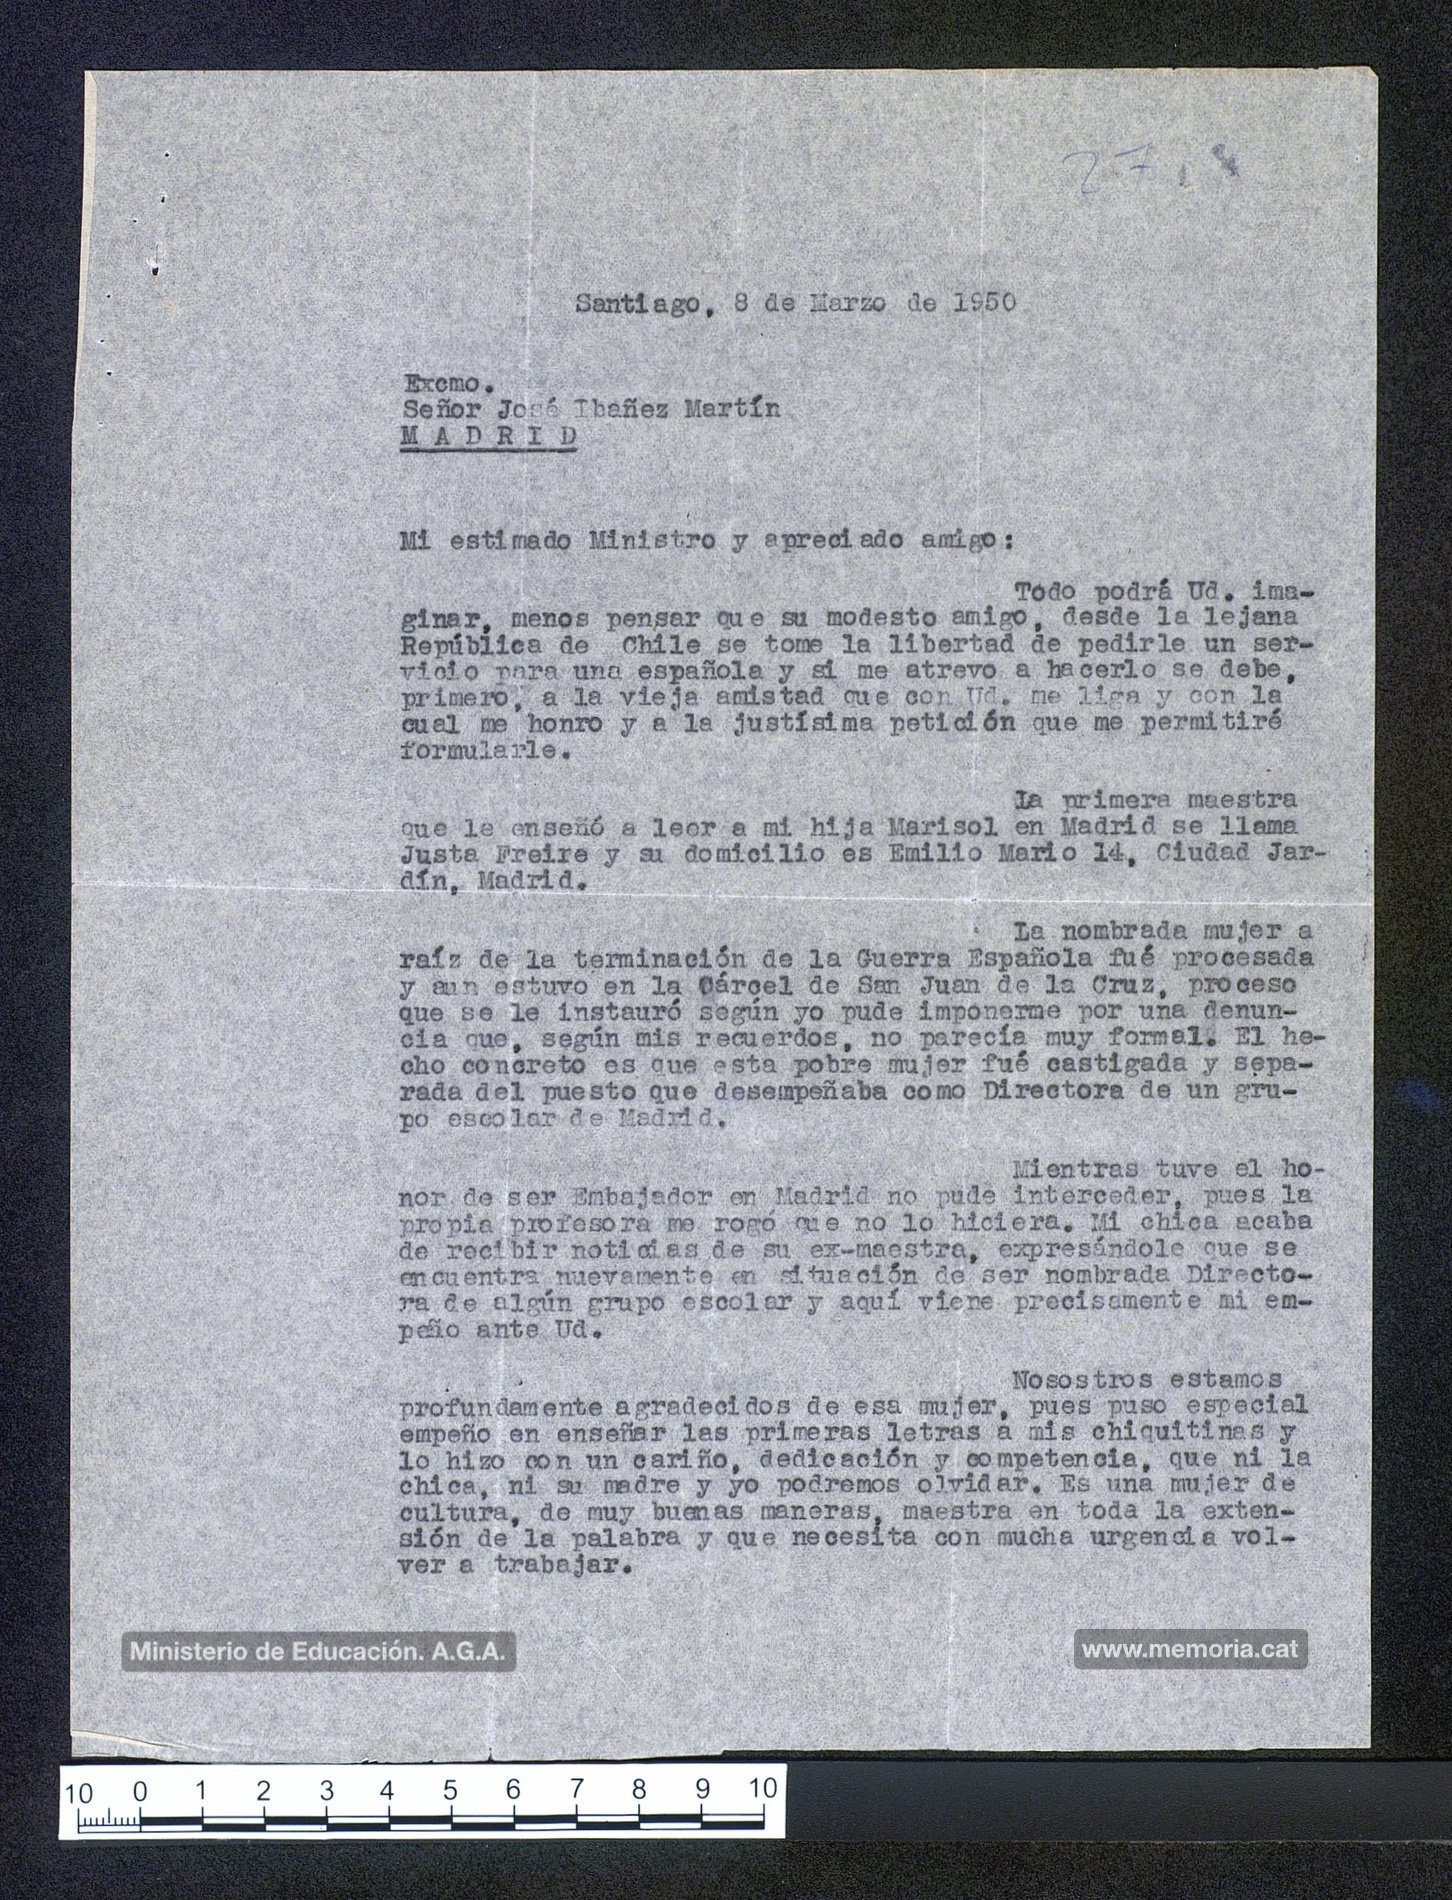 Santiago, 8 de Marzo de 1950
Excmo.
Señor José Ibañez Martín
M A D R I D
Mi estimado Ministro y apreciado amigo:
Todo podrá Ud. ima-
ginar, menos pensar que su modesto amigo, desde la lejana
República de Chile se tome la libertad de pedirle un ser-
vicio para una española y si me atrevo a hacerlo se debe,
primero, a la vieja amistad que con Ud. me liga y con la
cual me honro y a la justísima petición que me permitiré
formularle.
La primera maestra
que le enseñó a leer a mi hija Marisol en Madrid se llama
Justa Freire y su domicilio es Emilio Mario 14, Ciudad Jar-
dín, Madrid.
La nombrada mujer a
raíz de la terminación de la Guerra Española fué procesada
y aun estuvo en la Cárcel de San Juan de la Cruz, proceso
que se le instauró según yo pude imponerme por una denun-
cia que, según mis recuerdos, no parecía muy formal. El he-
cho concreto es que esta pobre mujer fué castigada y sepa-
rada del puesto que desempeñaba como Directora de un gru-
po escolar de Madrid.
Mientras tuve el ho-
nor de ser Embajador en Madrid no pude interceder, pues la
propia profesora me rogó que no lo hiciera. Mi chica acaba
de recibir noticias de su ex-maestra, expresándole que se
encuentra nuevamente en situación de ser nombrada Directo-
ra de algún grupo escolar y aquí viene precisamente mi em-
peño ante Ud.
Nosostros estamos
profundamente agradecidos de esa mujer, pues puso especial
empeño en enseñar las primeras letras a mis chiquitinas y
lo hizo con un cariño, dedicación y competencia, que ni la
chica, ni su madre y yo podremos olvidar. Es una mujer de
cultura, de muy buenas maneras, maestra en toda la exten-
sión de la palabra y que necesita con mucha urgencia vol-
ver a trabajar.
Ministerio de Educación. A.G.A.
www.memoria.cat
10 0 1 2 3 4 5 6 7 8 9 10